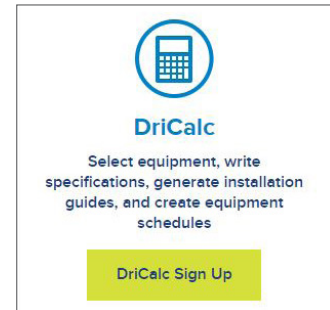 DriCalc
Select equipment, write
specifications, generate installation
guides, and create equipment
schedules
DriCalc Sign Up